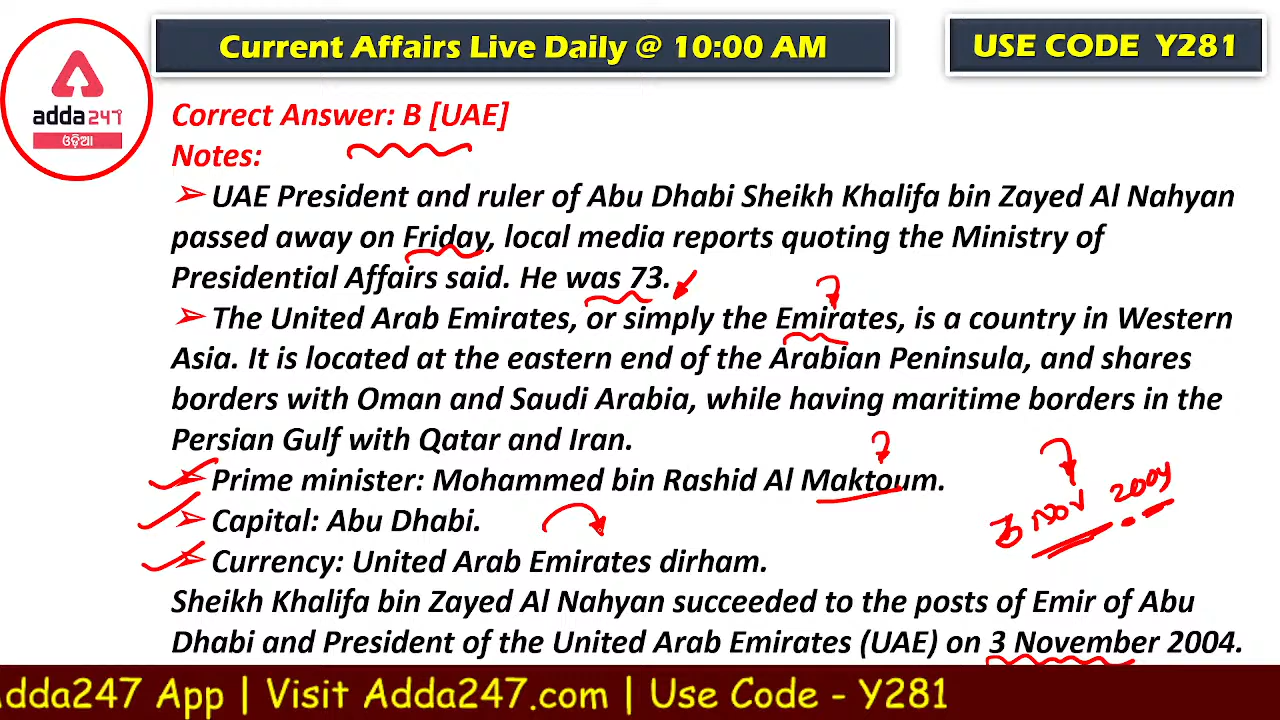 Current Affairs Live Daily @ 10:00 AM
USE CODE Y281
adda247
ଓଡ଼ିଆ
Correct Answer: B [UAE]
Notes:
➢ UAE President and ruler of Abu Dhabi Sheikh Khalifa bin Zayed Al Nahyan
passed away on Friday, local media reports quoting the Ministry of
Presidential Affairs said. He was 73.
➢ The United Arab Emirates, or simply the Emirates, is a country in Western
Asia. It is located at the eastern end of the Arabian Peninsula, and shares
borders with Oman and Saudi Arabia, while having maritime borders in the
Persian Gulf with Qatar and Iran.
➢ Prime minister: Mohammed bin Rashid Al Maktoum.
➢ Capital: Abu Dhabi.
3 Nov 2004
➢ Currency: United Arab Emirates dirham.
Sheikh Khalifa bin Zayed Al Nahyan succeeded to the posts of Emir of Abu
Dhabi and President of the United Arab Emirates (UAE) on 3 November 2004.
Adda247 App | Visit Adda247.com | Use Code - Y281